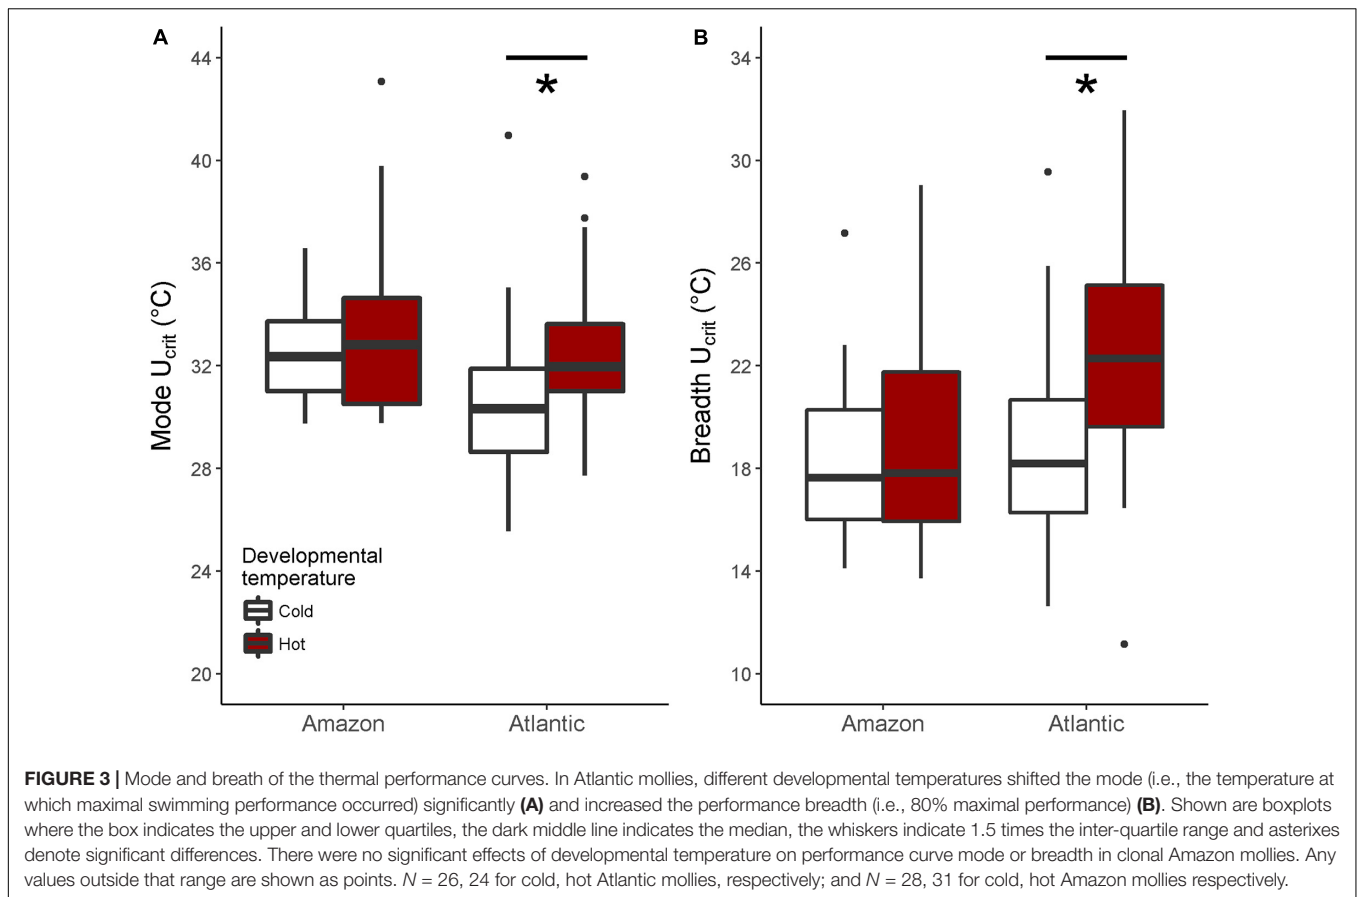 A
44
40
36
32
28
24
20
Mode Ucrit (°C)
*
Developmental
temperature
Cold
Hot
Amazon
Atlantic
B
34
30
26
22
18
14
10
Breadth Ucrit (°C)
*
Amazon
Atlantic
FIGURE 3 | Mode and breath of the thermal performance curves. In Atlantic mollies, different developmental temperatures shifted the mode (i.e., the temperature at
which maximal swimming performance occurred) significantly (A) and increased the performance breadth (i.e., 80% maximal performance) (B). Shown are boxplots
where the box indicates the upper and lower quartiles, the dark middle line indicates the median, the whiskers indicate 1.5 times the inter-quartile range and asterixes
denote significant differences. There were no significant effects of developmental temperature on performance curve mode or breadth in clonal Amazon mollies. Any
values outside that range are shown as points. N = 26, 24 for cold, hot Atlantic mollies, respectively; and N = 28, 31 for cold, hot Amazon mollies respectively.